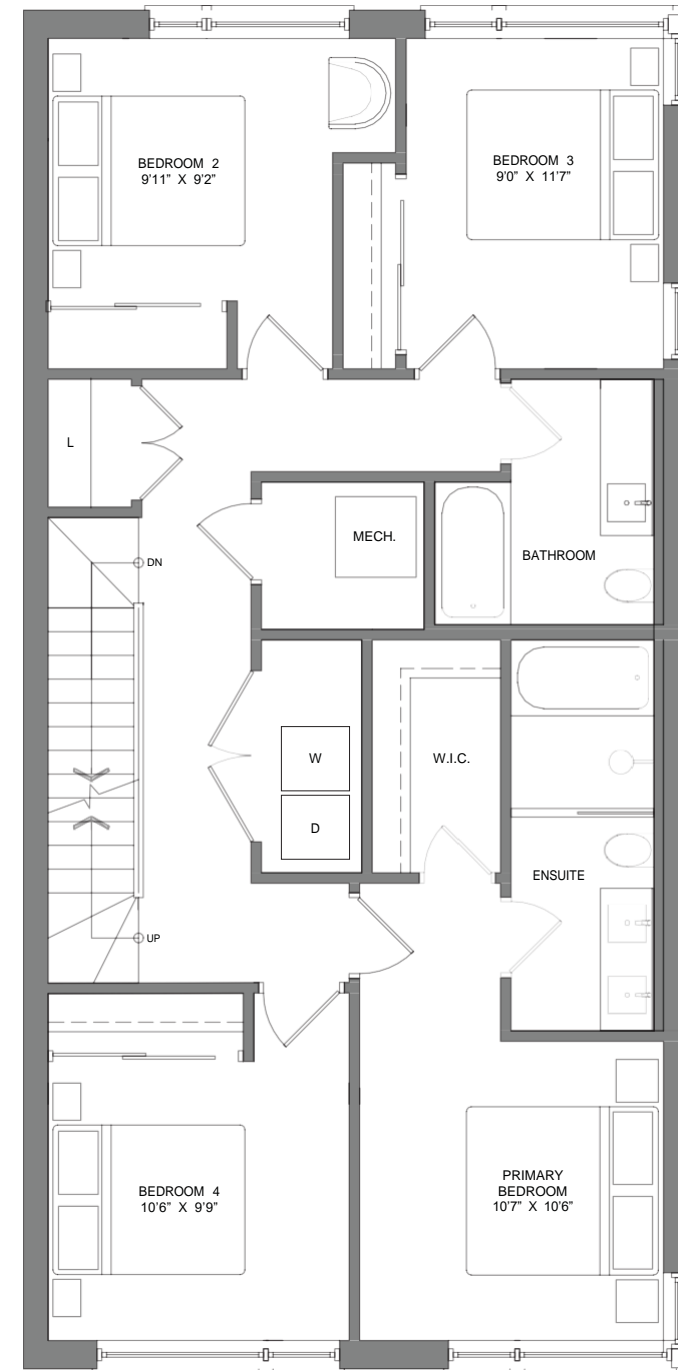 BEDROOM 2
9'11" X 9'2"
BEDROOM 3
9'0" X 11'7"
L
MECH.
BATHROOM
DN
W
W.I.C.
D
ENSUITE
UP
BEDROOM 4
10'6" X 9'9"
PRIMARY
BEDROOM
10'7" X 10'6"